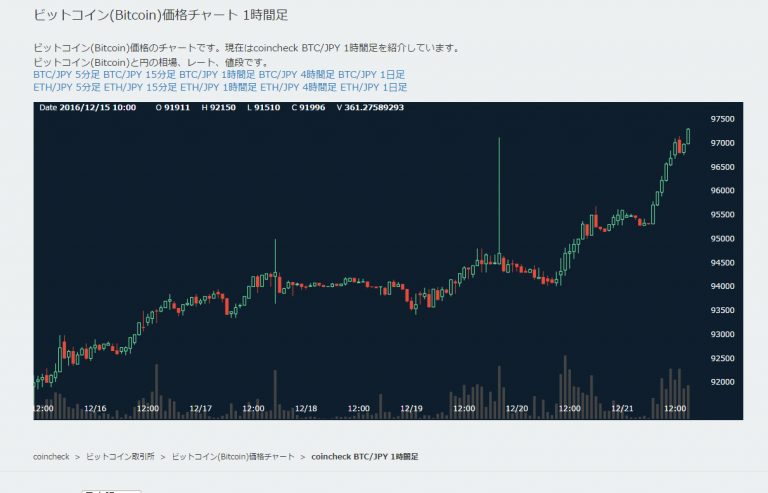 ビットコイン(Bitcoin)価格チャート 1時間足
ビットコイン(Bitcoin)価格のチャートです。現在はcoincheck BTC/JPY 1時間足を紹介しています。
ビットコイン(Bitcoin)と円の相場、レート、値段です。
BTC/JPY 5分足 BTC/JPY 15分足 BTC/JPY 1時間足 BTC/JPY 4時間足 BTC/JPY 1日足
ETH/JPY 5分足 ETH/JPY 15分足 ETH/JPY 1時間足 ETH/JPY 4時間足 ETH/JPY 1日足
Date 2016/12/15 10:00 O 91911 H 92150 L 91510 C 91996 V 361.27589293
97500
97000
96500
96000
95500
95000
94500
94000
93500
93000
92500
92000
12:00 12/16 12:00 12/17 12:00 12/18 12:00 12/19 12:00 12/20 12:00 12/21 12:00
coincheck > ビットコイン取引所 > ビットコイン(Bitcoin)価格チャート > coincheck BTC/JPY 1時間足